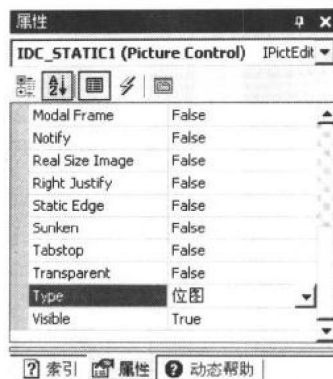 属性
IDC_STATIC1 (Picture Control) IPictEdit
Modal Frame False
Notify False
Real Size Image False
Right Justify False
Static Edge False
Sunken False
Tabstop False
Transparent False
Type 位图
Visible True
索引 属性 动态帮助